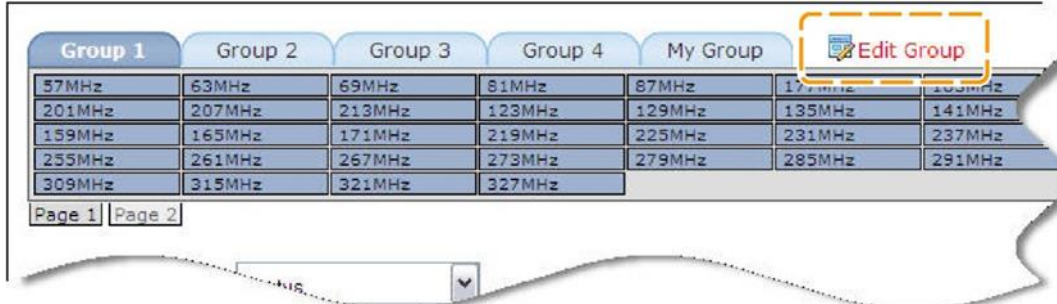 Group 1 Group 2 Group 3 Group 4 My Group Edit Group
57MHz 63MHz 69MHz 81MHz 87MHz 177MHz
201MHz 207MHz 213MHz 123MHz 129MHz 135MHz 141MHz
159MHz 165MHz 171MHz 219MHz 225MHz 231MHz 237MHz
255MHz 261MHz 267MHz 273MHz 279MHz 285MHz 291MHz
309MHz 315MHz 321MHz 327MHz
Page 1 Page 2